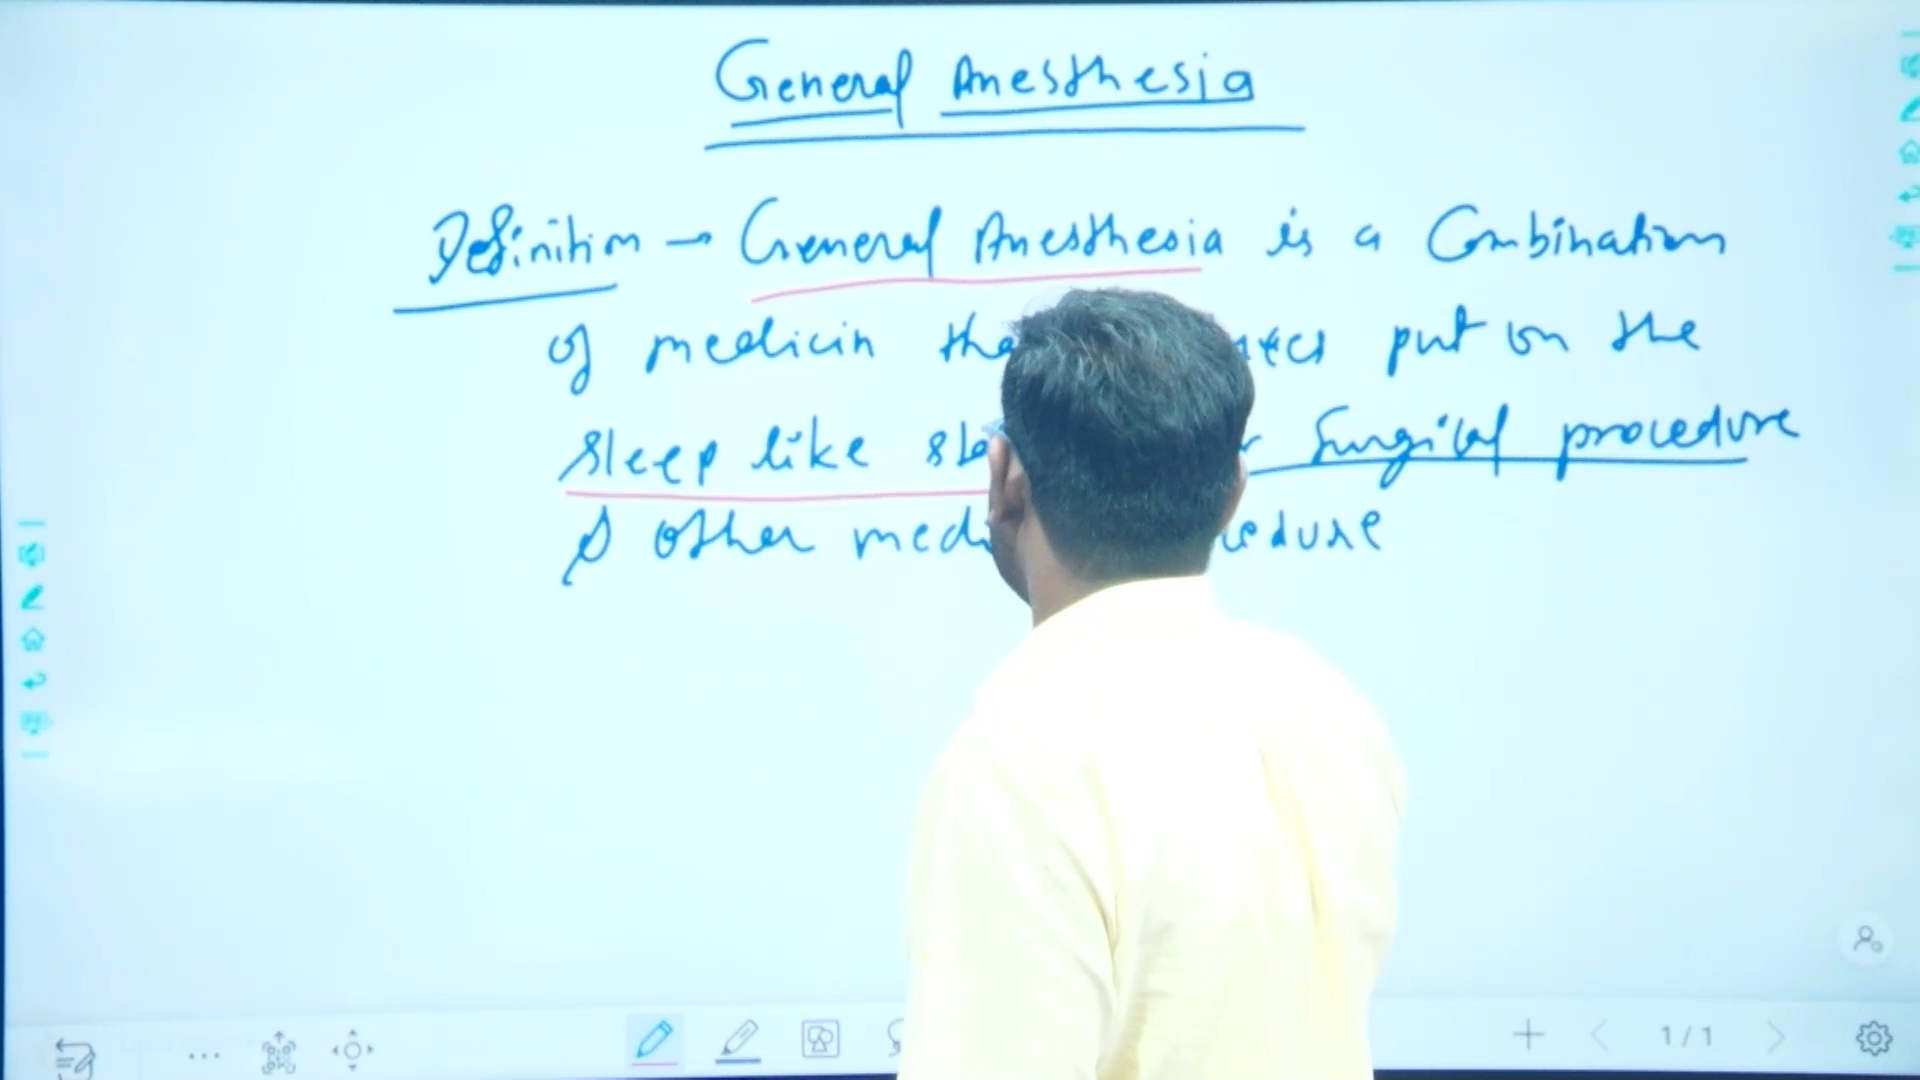 General Anesthesia
Definition → General Anesthesia is a Combination
of medicin put on the
sleep like Surgical procedure
& other
1/1